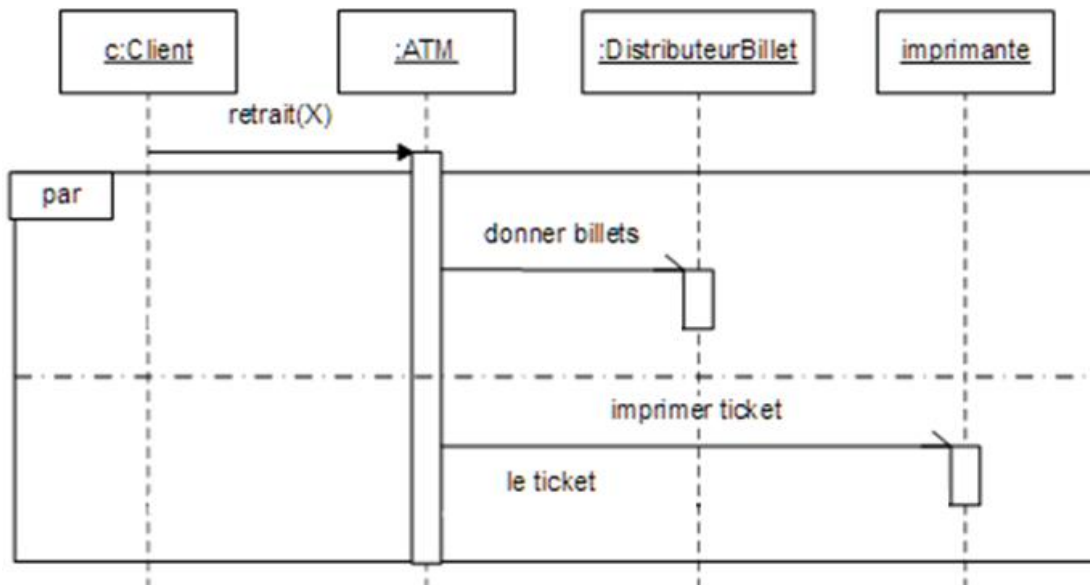 c:Client
:ATM
:DistributeurBillet
imprimante
retrait(X)
par
donner billets
imprimer ticket
le ticket